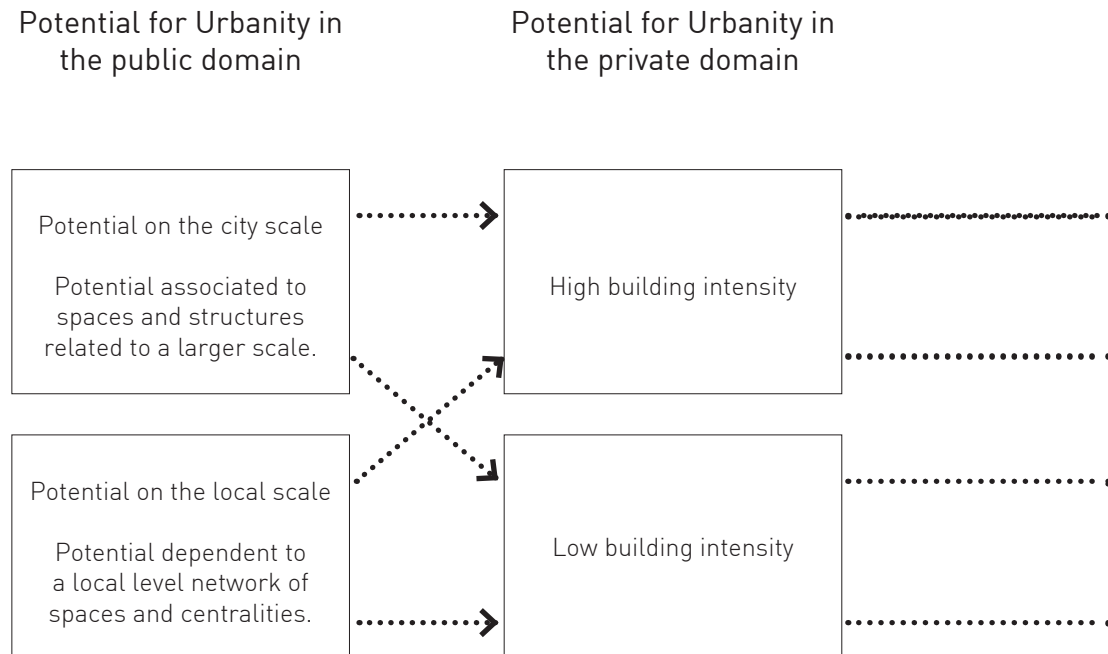 Potential for Urbanity in
the public domain
Potential for Urbanity in
the private domain
Potential on the city scale
Potential associated to
spaces and structures
related to a larger scale.
High building intensity
Potential on the local scale
Potential dependent to
a local level network of
spaces and centralities.
Low building intensity